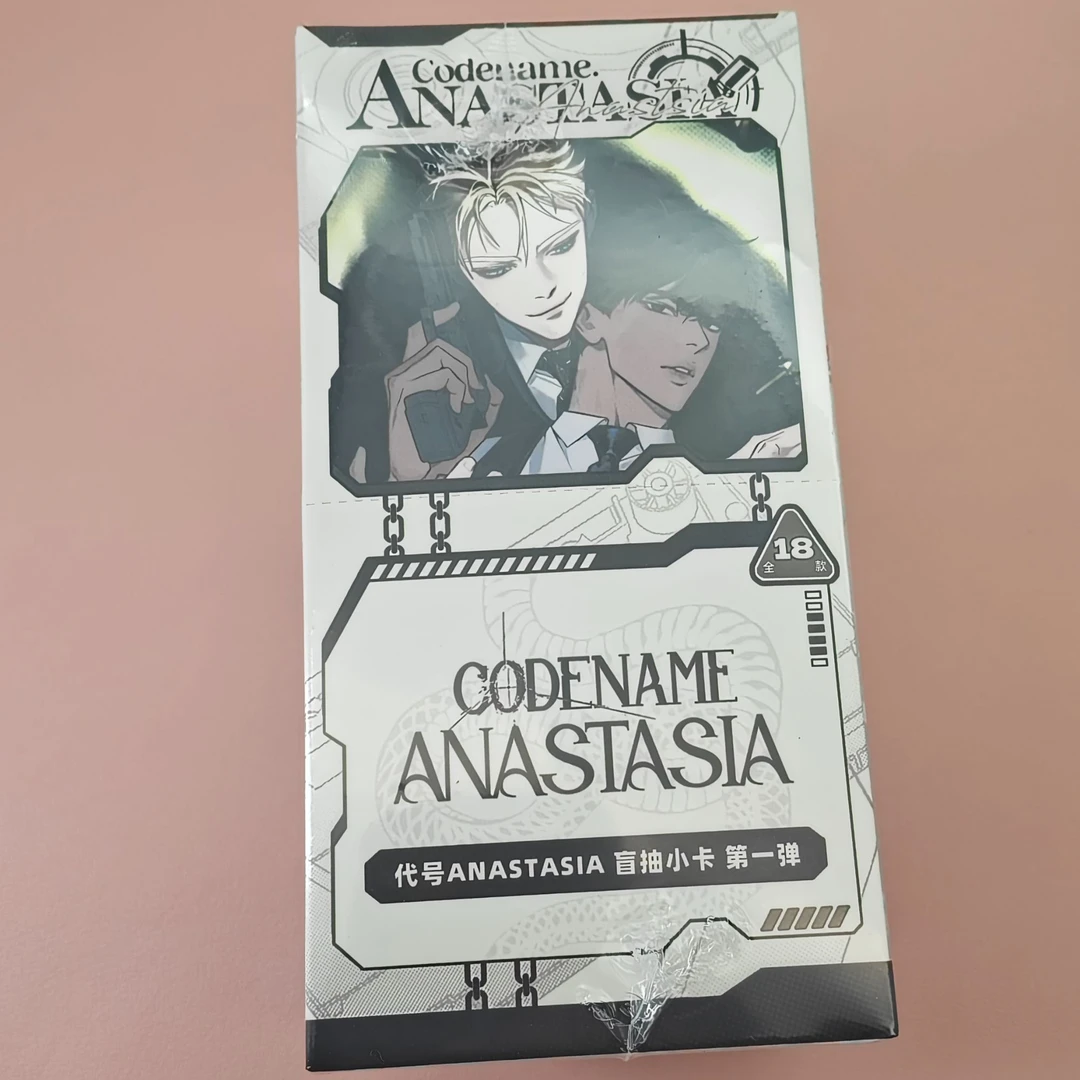 Codename.
ANASTASIA
Anastasia
18
全 款
CODENAME
ANASTASIA
代号ANASTASIA 盲抽小卡 第一弹